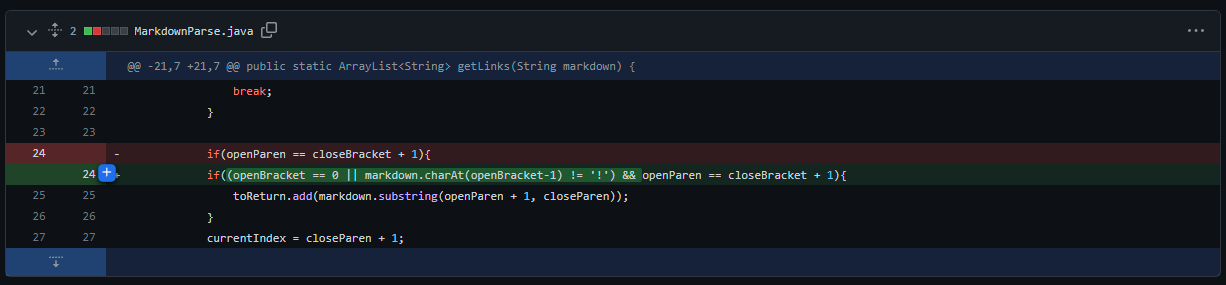 2 MarkdownParse.java
@@ -21,7 +21,7 @@ public static ArrayList<String> getLinks(String markdown) {
21 21 break;
22 22 }
23 23
24 - if(openParen == closeBracket + 1){
24 + if((openBracket == 0 || markdown.charAt(openBracket-1) != '!') && openParen == closeBracket + 1){
25 25 toReturn.add(markdown.substring(openParen + 1, closeParen));
26 26 }
27 27 currentIndex = closeParen + 1;